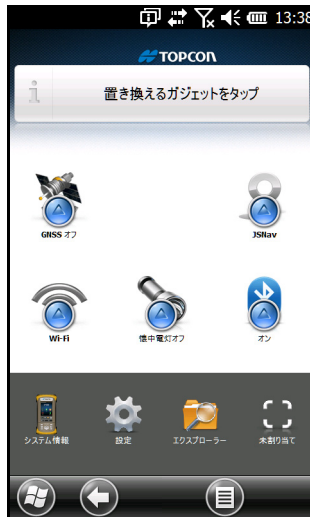 13:38
TOPCON
置き換えるガジェットをタップ
GNSS オフ
JSNav
Wi-Fi
懐中電灯オフ
オン
システム情報
設定
エクスプローラー
未割り当て